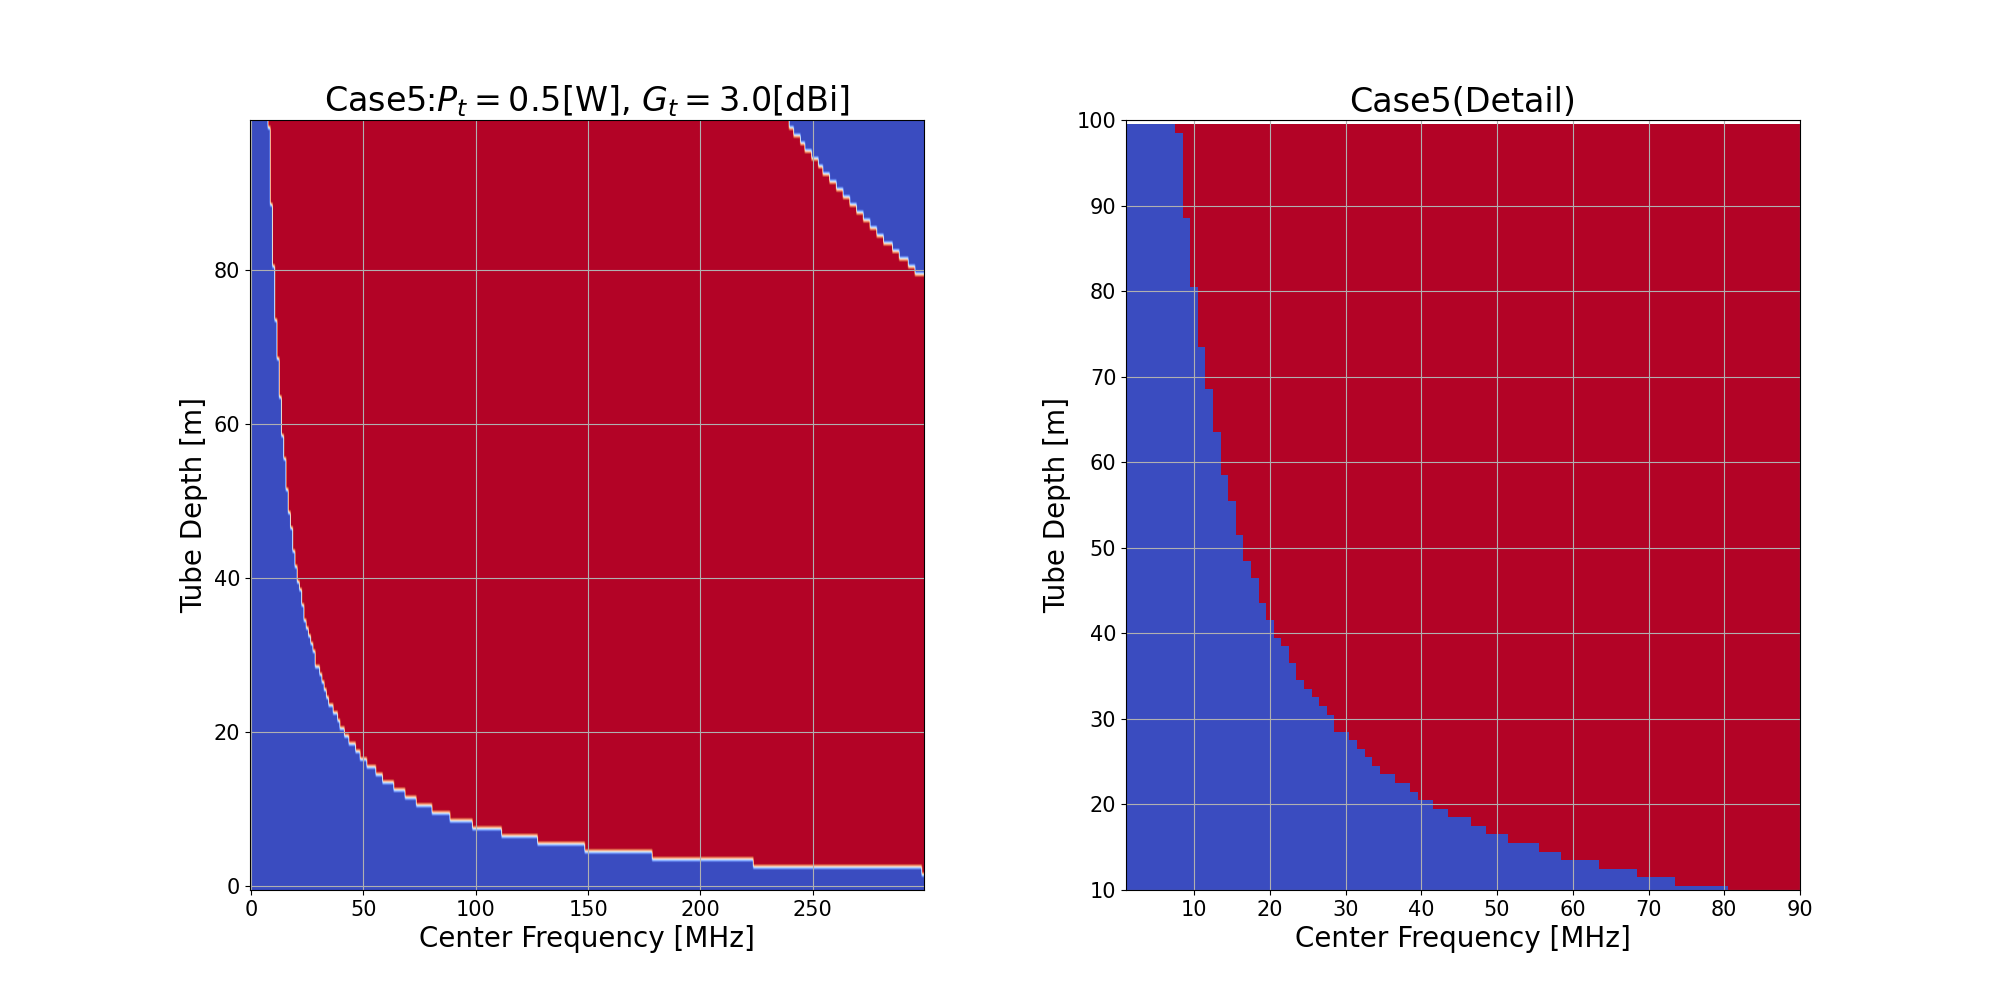 Case5:P_t = 0.5[W], G_t = 3.0[dBi]
80
60
40
20
0
0 50 100 150 200 250
Tube Depth [m]
Center Frequency [MHz]
Case5(Detail)
100
90
80
70
60
50
40
30
20
10
10 20 30 40 50 60 70 80 90
Tube Depth [m]
Center Frequency [MHz]